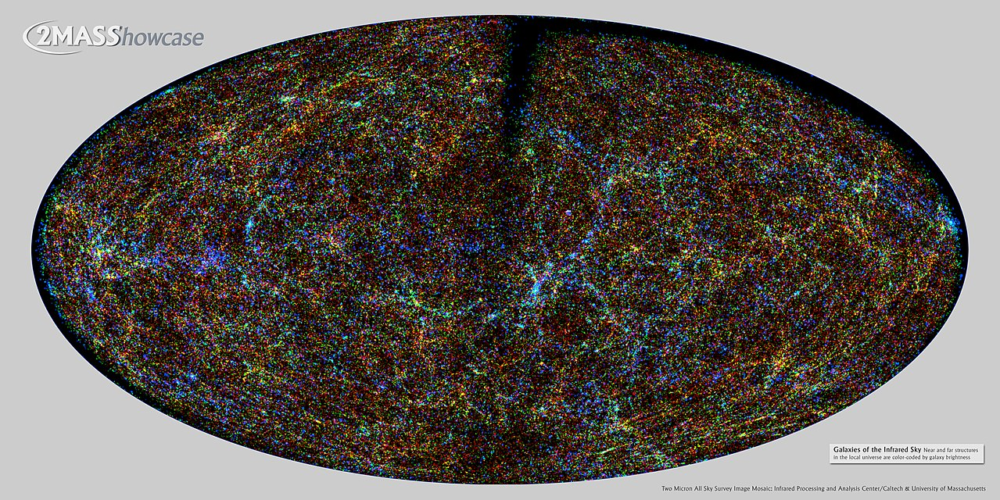 2MASShowcase
Galaxies of the Infrared Sky Near and far structures
in the local universe are color-coded by galaxy brightness
Two Micron All Sky Survey Image Mosaic: Infrared Processing and Analysis Center/Caltech & University of Massachusetts